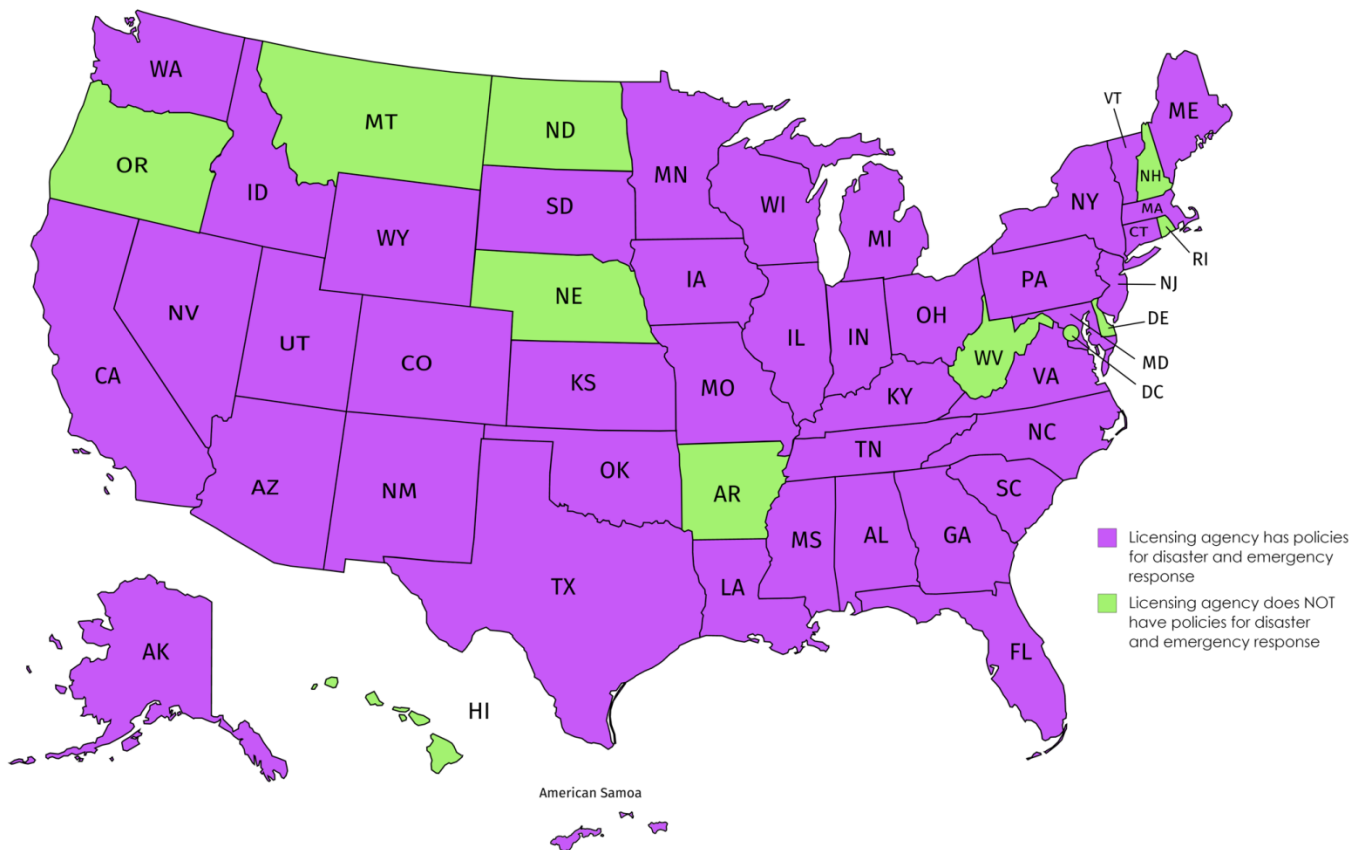 WA
MT
ND
OR
ID
SD
MN
WY
WI
MI
VT
ME
NH
NY
MA
CT
RI
NJ
PA
DE
MD
DC
NV
UT
CO
NE
IA
IL
IN
OH
WV
VA
CA
KS
MO
KY
AZ
NM
OK
AR
TN
NC
SC
MS
AL
GA
TX
LA
FL
AK
HI
American Samoa
Licensing agency has policies
for disaster and emergency
response
Licensing agency does NOT
have policies for disaster
and emergency response